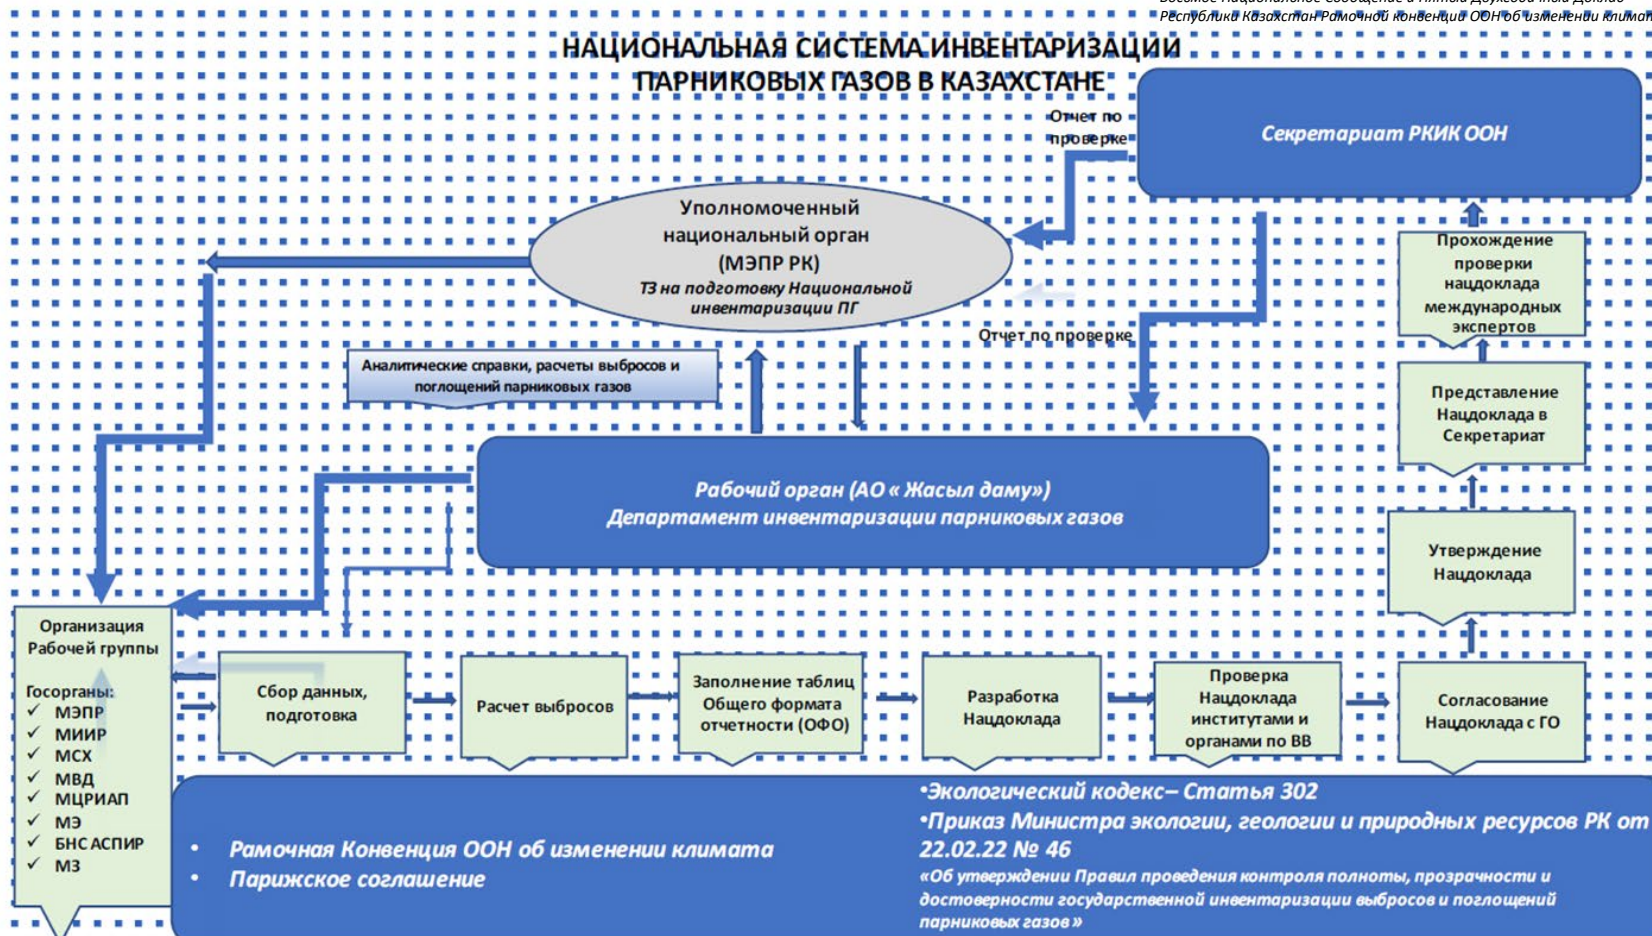 Республики Казахстан Рамочной конвенции ООН об изменении климат
НАЦИОНАЛЬНАЯ СИСТЕМА ИНВЕНТАРИЗАЦИИ
ПАРНИКОВЫХ ГАЗОВ В КАЗАХСТАНЕ
Отчет по
проверке
Секретариат РКИК ООН
Уполномоченный
национальный орган
(МЭПР РК)
ТЗ на подготовку Национальной
инвентаризации ПГ
Прохождение
проверки
нацдоклада
международных
экспертов
Отчет по проверке
Аналитические справки, расчеты выбросов и
поглощений парниковых газов
Представление
Нацдоклада в
Секретариат
Рабочий орган (АО « Жасыл даму»)
Департамент инвентаризации парниковых газов
Утверждение
Нацдоклада
Организация
Рабочей группы
Госорганы:
✓ МЭПР
✓ МИИР
✓ МСХ
✓ МВД
✓ МЦРИАП
✓ МЭ
✓ БНС АСПИР
✓ МЗ
Сбор данных,
подготовка
Расчет выбросов
Заполнение таблиц
Общего формата
отчетности (ОФО)
Разработка
Нацдоклада
Проверка
Нацдоклада
институтами и
органами по ВВ
Согласование
Нацдоклада с ГО
• Рамочная Конвенция ООН об изменении климата
• Парижское соглашение
•Экологический кодекс– Статья 302
•Приказ Министра экологии, геологии и природных ресурсов РК от
22.02.22 № 46
«Об утверждении Правил проведения контроля полноты, прозрачности и
достоверности государственной инвентаризации выбросов и поглощений
парниковых газов »